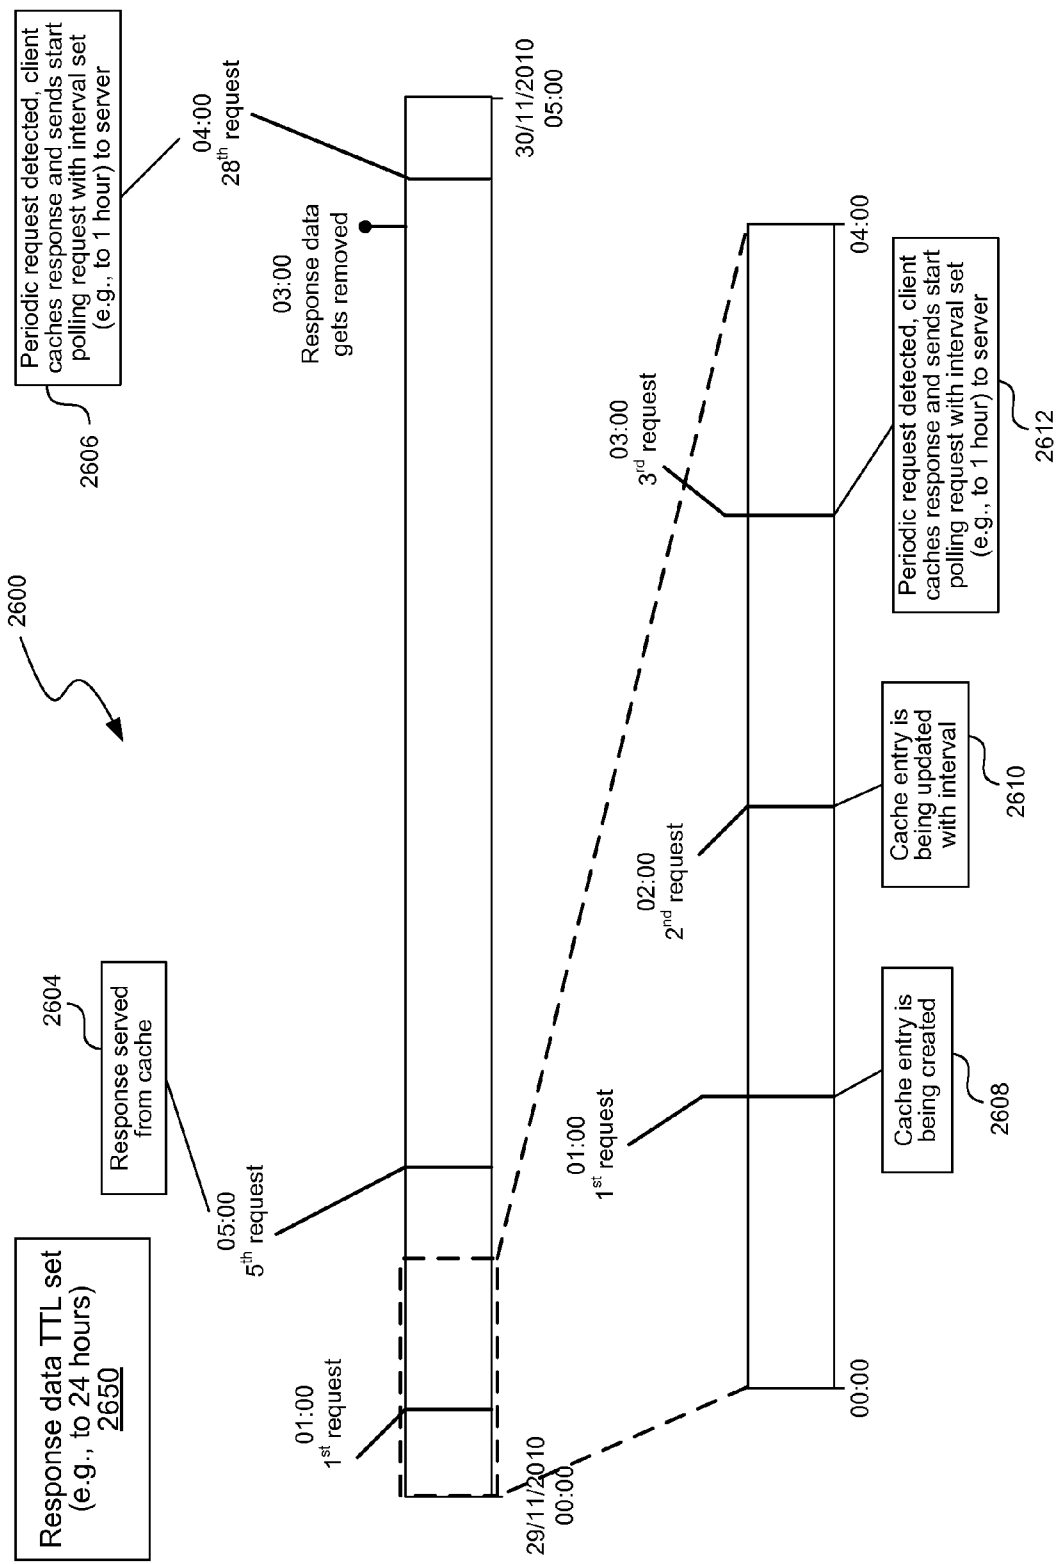 2600
Response data TTL set
(e.g., to 24 hours)
2650
2604
Response served
from cache
2606
Periodic request detected, client
caches response and sends start
polling request with interval set
(e.g., to 1 hour) to server
01:00
1st request
05:00
5th request
03:00
Response data
gets removed
04:00
28th request
29/11/2010
00:00
30/11/2010
05:00
01:00
1st request
02:00
2nd request
03:00
3rd request
00:00
04:00
Cache entry is
being created
2608
Cache entry is
being updated
with interval
2610
Periodic request detected, client
caches response and sends start
polling request with interval set
(e.g., to 1 hour) to server
2612